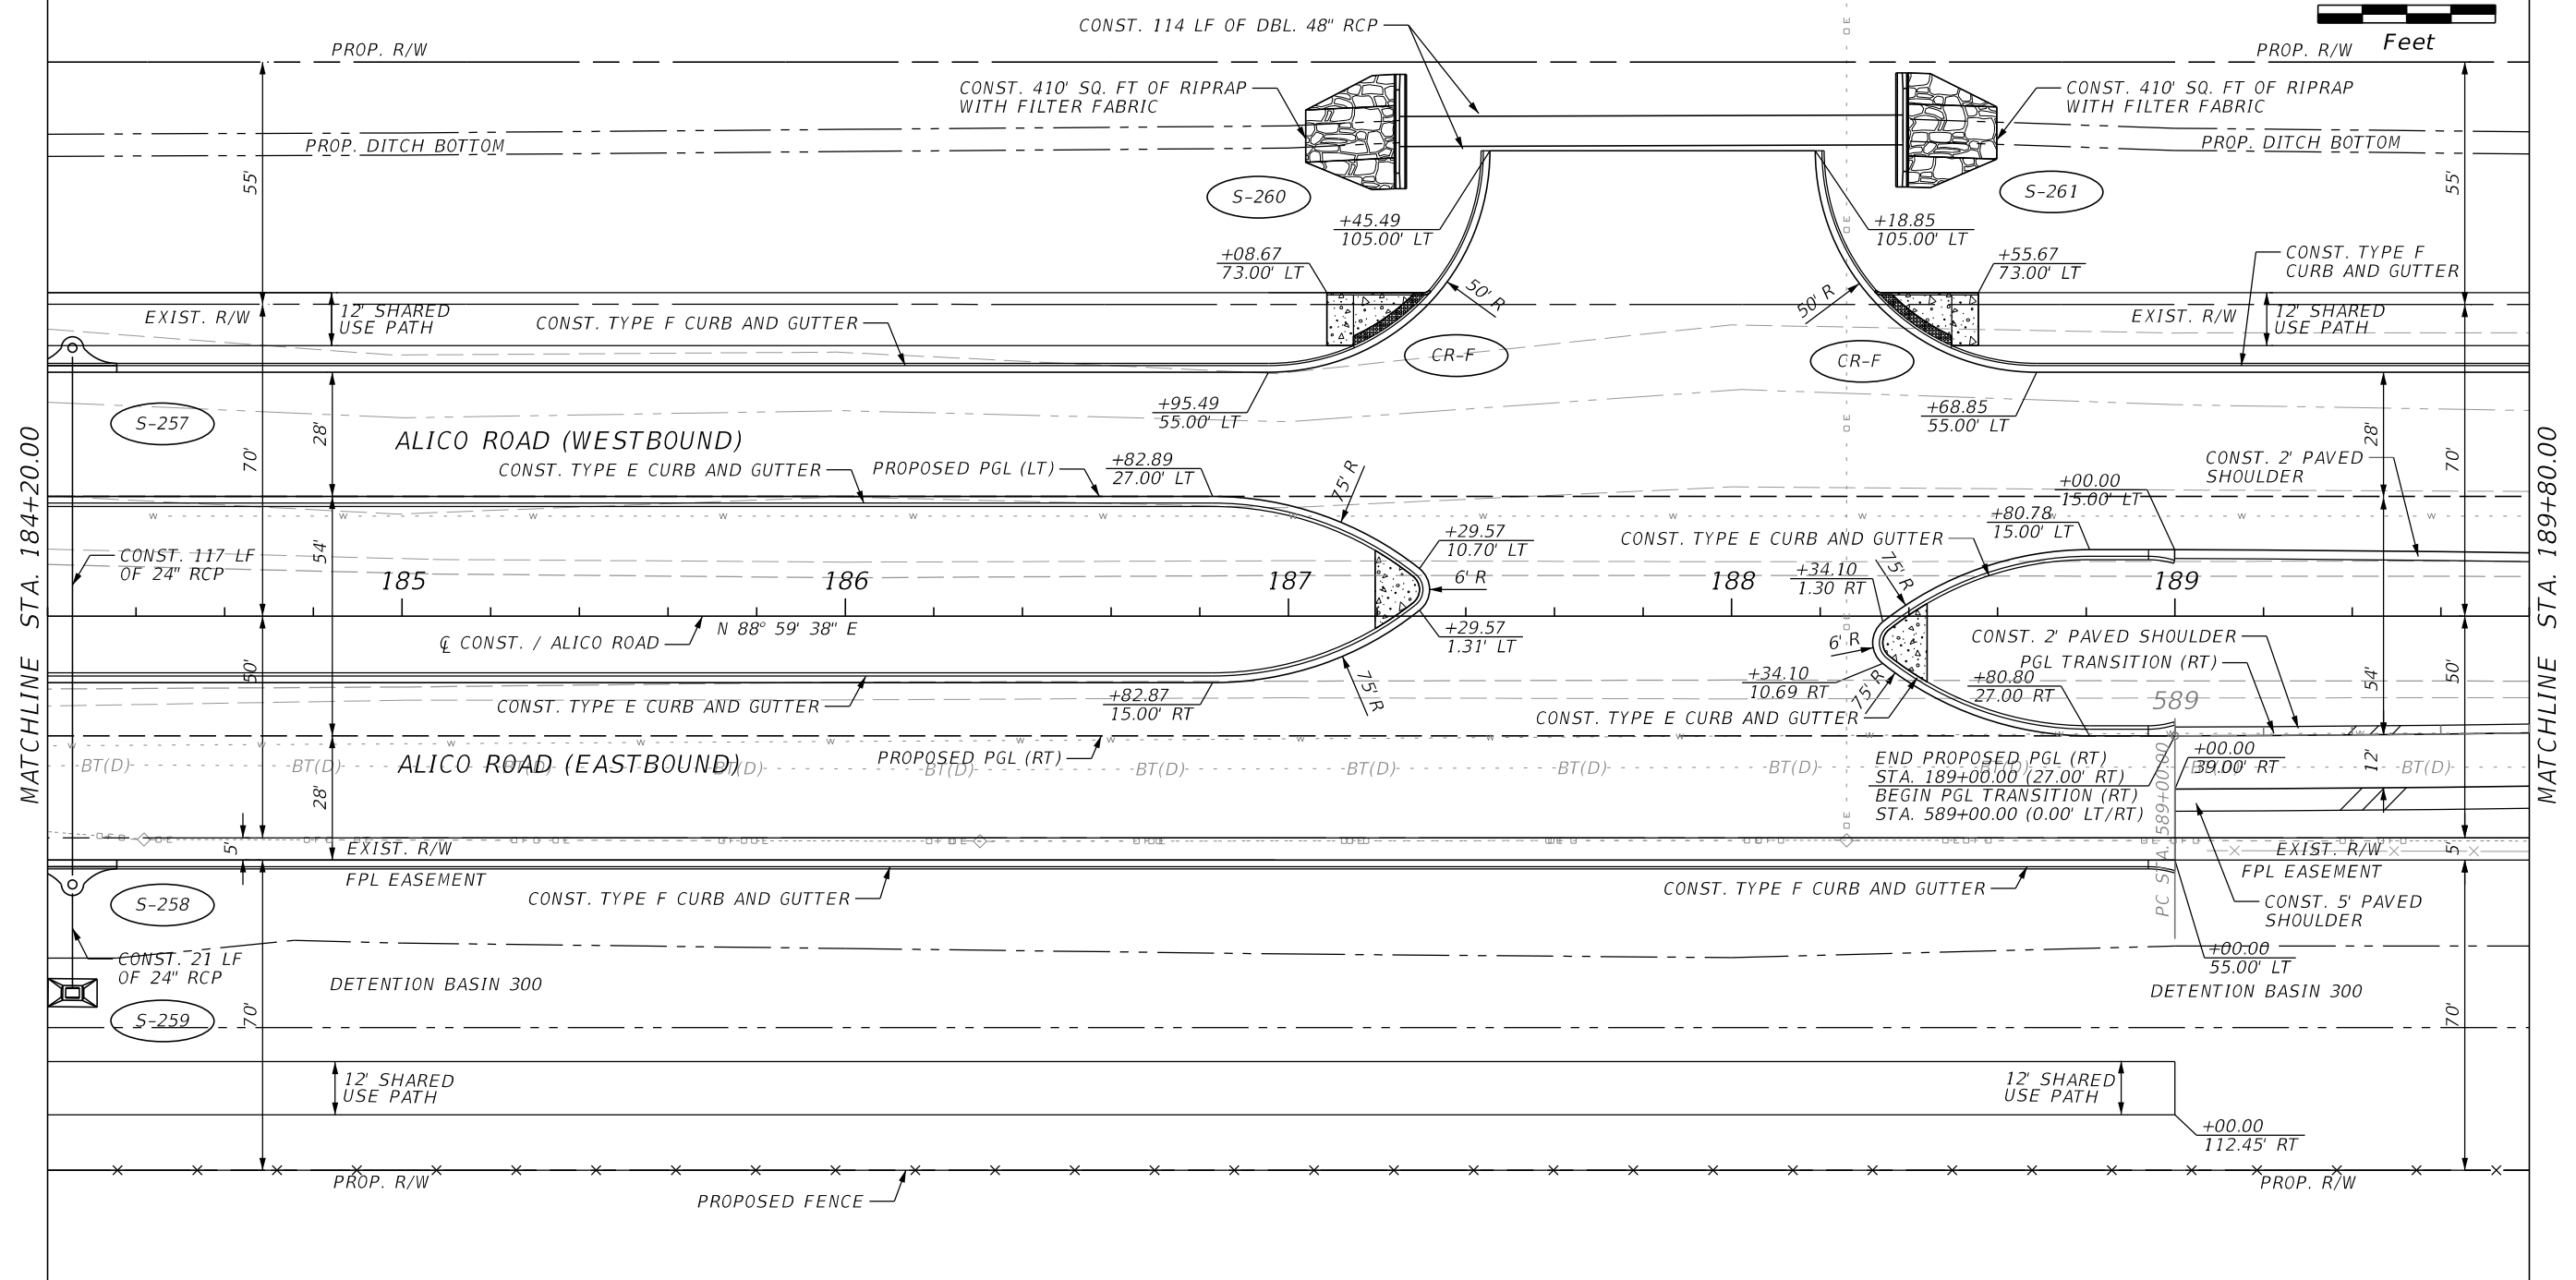 CONST. 114 LF OF DBL. 48" RCP
Feet
PROP. R/W
PROP. R/W
CONST. 410' SQ. FT OF RIPRAP
WITH FILTER FABRIC
CONST. 410' SQ. FT OF RIPRAP
WITH FILTER FABRIC
PROP. DITCH BOTTOM
PROP. DITCH BOTTOM
55'
55'
S-260
S-261
+45.49
105.00' LT
+18.85
105.00' LT
+08.67
73.00' LT
+55.67
73.00' LT
CONST. TYPE F
CURB AND GUTTER
50' R
50' R
EXIST. R/W
12' SHARED
USE PATH
CONST. TYPE F CURB AND GUTTER
EXIST. R/W
12' SHARED
USE PATH
CR-F
CR-F
+95.49
55.00' LT
+68.85
55.00' LT
S-257
28'
28'
70'
70'
ALICO ROAD (WESTBOUND)
CONST. TYPE E CURB AND GUTTER
PROPOSED PGL (LT)
+82.89
27.00' LT
75' R
CONST. 2' PAVED
SHOULDER
+00.00
15.00' LT
+80.78
15.00' LT
w w w w w w w w w w w w
+29.57
10.70' LT
CONST. TYPE E CURB AND GUTTER
75' R
MATCHLINE STA. 184+20.00
MATCHLINE STA. 189+80.00
CONST. 117 LF
OF 24" RCP
54'
185
186
187
188
189
6' R
+34.10
1.30 RT
N 88° 59' 38" E
CL CONST. / ALICO ROAD
+29.57
1.31' LT
6' R
CONST. 2' PAVED SHOULDER
PGL TRANSITION (RT)
50'
50'
54'
+34.10
10.69 RT
75' R
+80.80
27.00 RT
589
CONST. TYPE E CURB AND GUTTER
+82.87
15.00' RT
75' R
CONST. TYPE E CURB AND GUTTER
PROPOSED PGL (RT)
ALICO ROAD (EASTBOUND)
BT(D) BT(D) BT(D) BT(D) BT(D) BT(D) BT(D) BT(D) BT(D) BT(D) BT(D) BT(D)
END PROPOSED PGL (RT)
STA. 189+00.00 (27.00' RT)
BEGIN PGL TRANSITION (RT)
STA. 589+00.00 (0.00' LT/RT)
+00.00
39.00' RT
12'
28'
PC STA. 589+00.00
5'
5'
EXIST. R/W
EXIST. R/W
FPL EASEMENT
FPL EASEMENT
CONST. TYPE F CURB AND GUTTER
CONST. TYPE F CURB AND GUTTER
CONST. 5' PAVED
SHOULDER
S-258
CONST. 21 LF
OF 24" RCP
+00.00
55.00' LT
DETENTION BASIN 300
DETENTION BASIN 300
S-259
70'
70'
12' SHARED
USE PATH
12' SHARED
USE PATH
+00.00
112.45' RT
PROP. R/W
PROP. R/W
PROPOSED FENCE